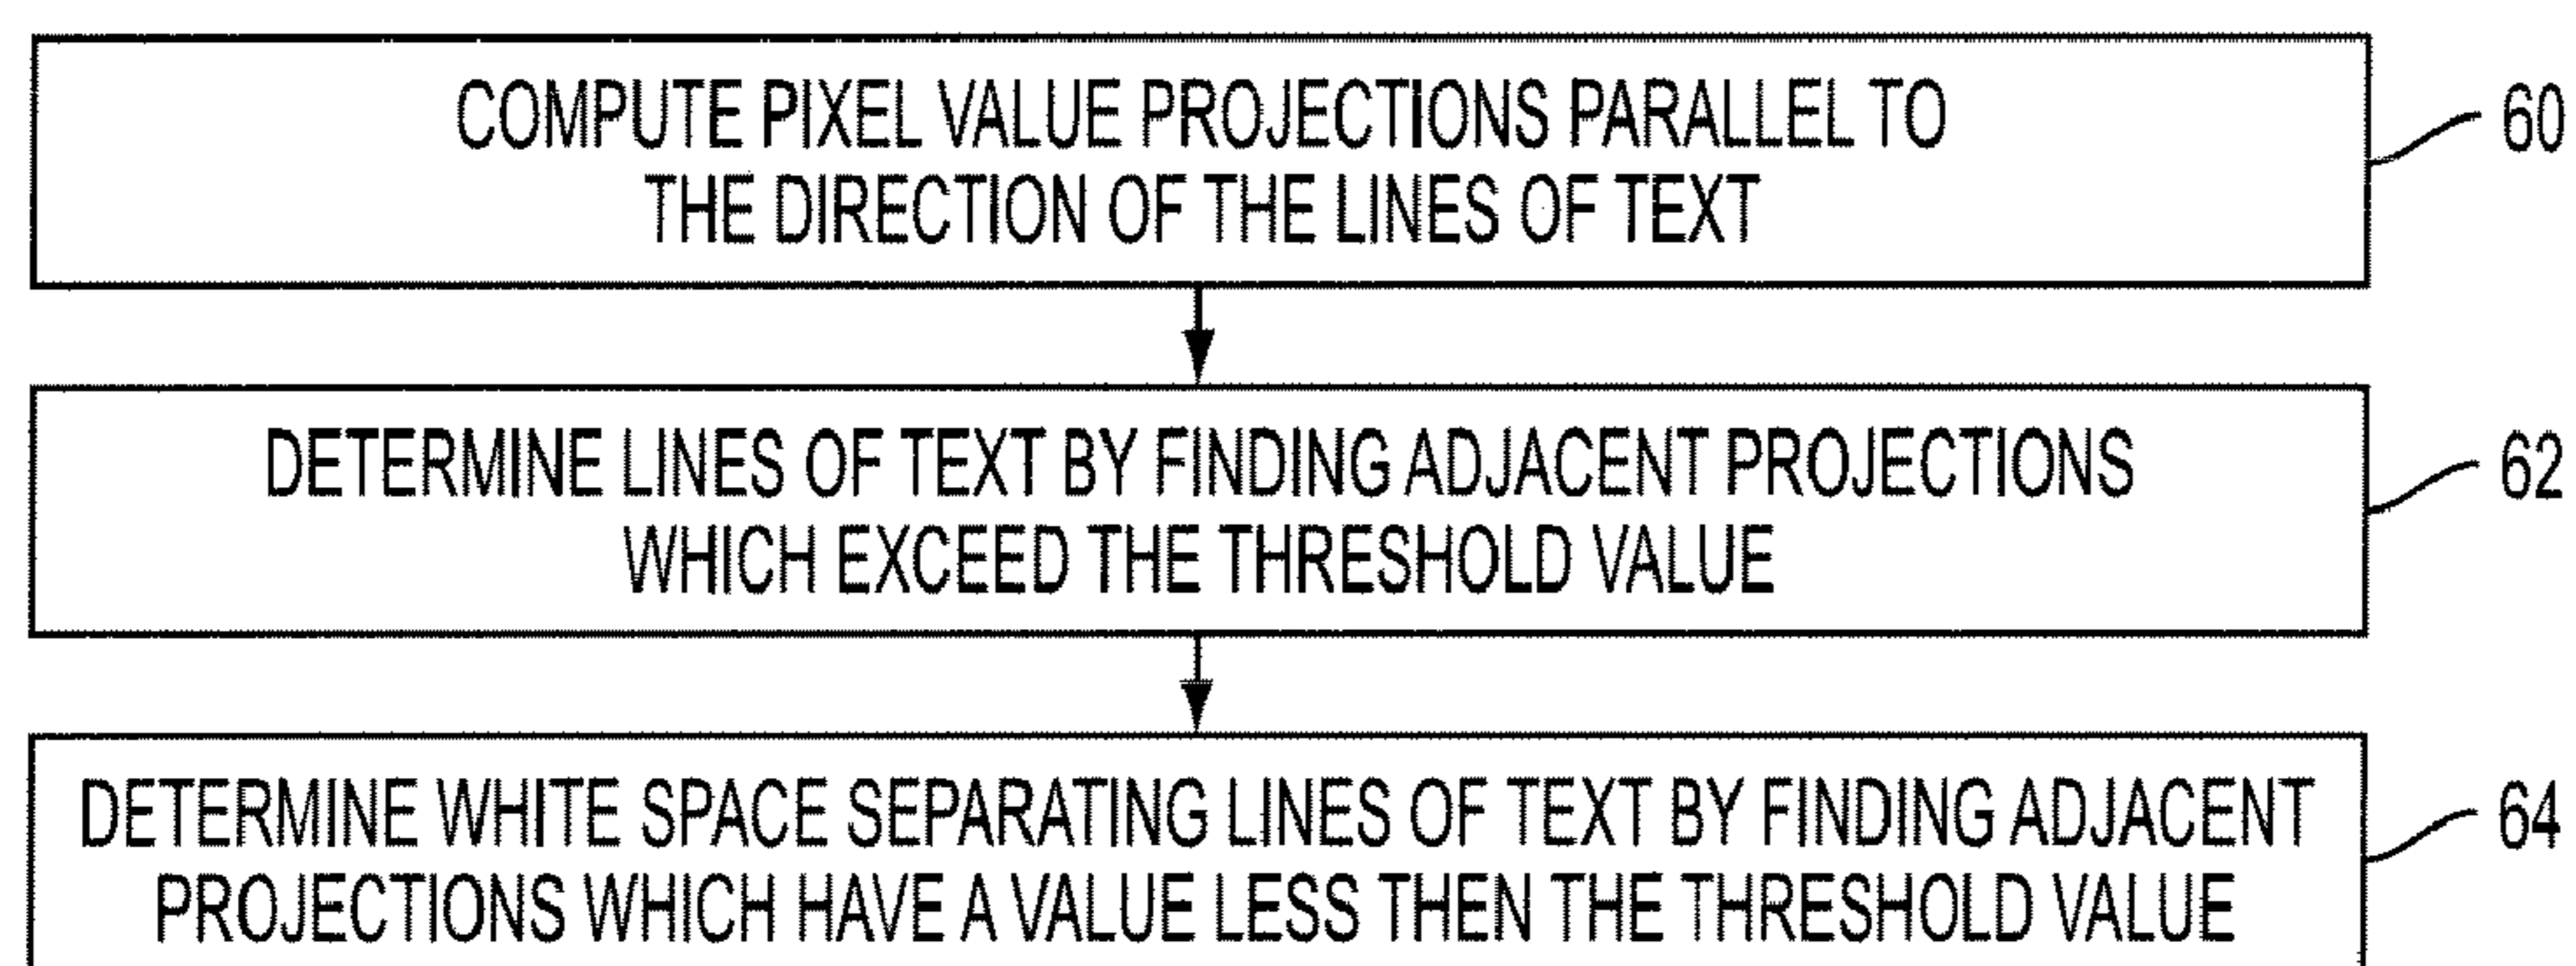 COMPUTE PIXEL VALUE PROJECTIONS PARALLEL TO
THE DIRECTION OF THE LINES OF TEXT
60
DETERMINE LINES OF TEXT BY FINDING ADJACENT PROJECTIONS
WHICH EXCEED THE THRESHOLD VALUE
62
DETERMINE WHITE SPACE SEPARATING LINES OF TEXT BY FINDING ADJACENT
PROJECTIONS WHICH HAVE A VALUE LESS THEN THE THRESHOLD VALUE
64